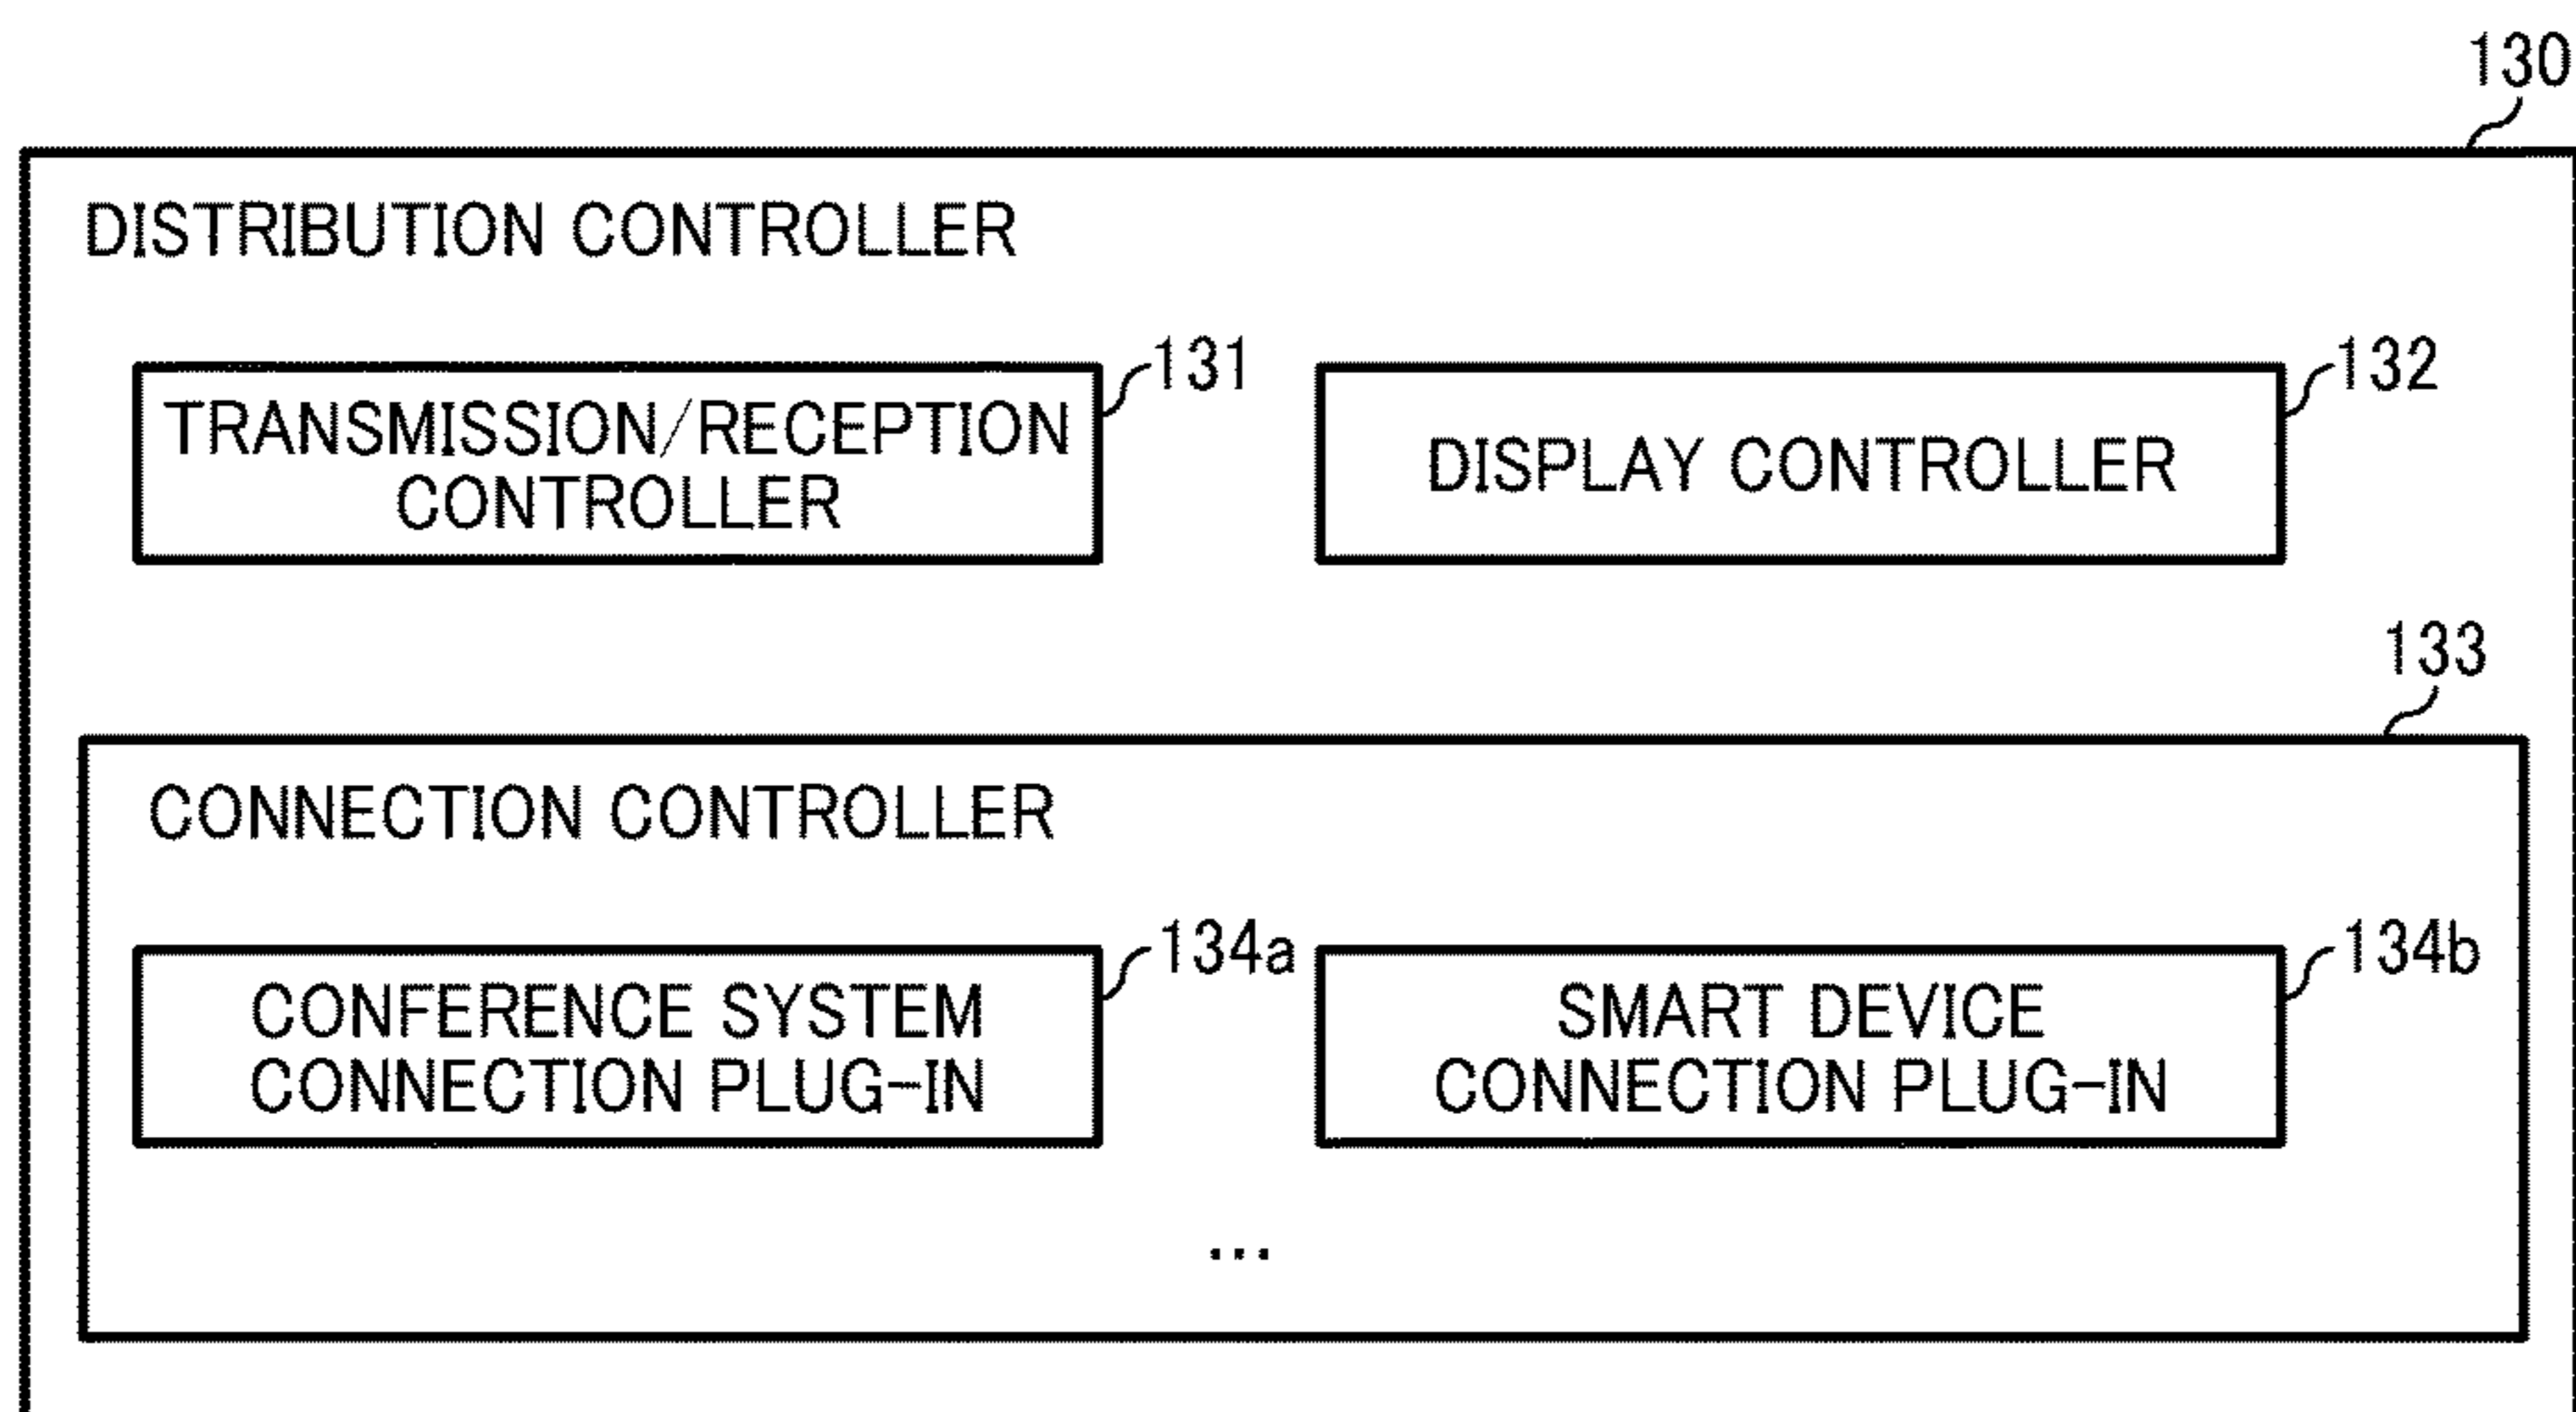 130
DISTRIBUTION CONTROLLER
131
132
TRANSMISSION/RECEPTION
CONTROLLER
DISPLAY CONTROLLER
133
CONNECTION CONTROLLER
134a
134b
CONFERENCE SYSTEM
CONNECTION PLUG-IN
SMART DEVICE
CONNECTION PLUG-IN
...